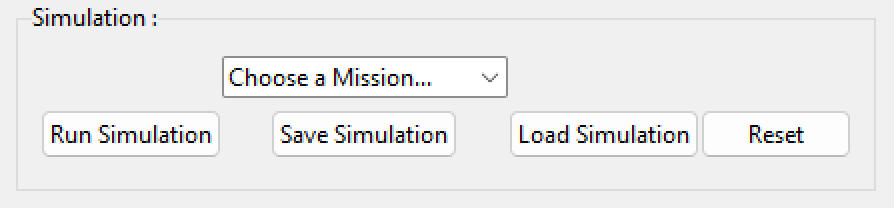 Simulation :
Choose a Mission...
Run Simulation Save Simulation Load Simulation Reset